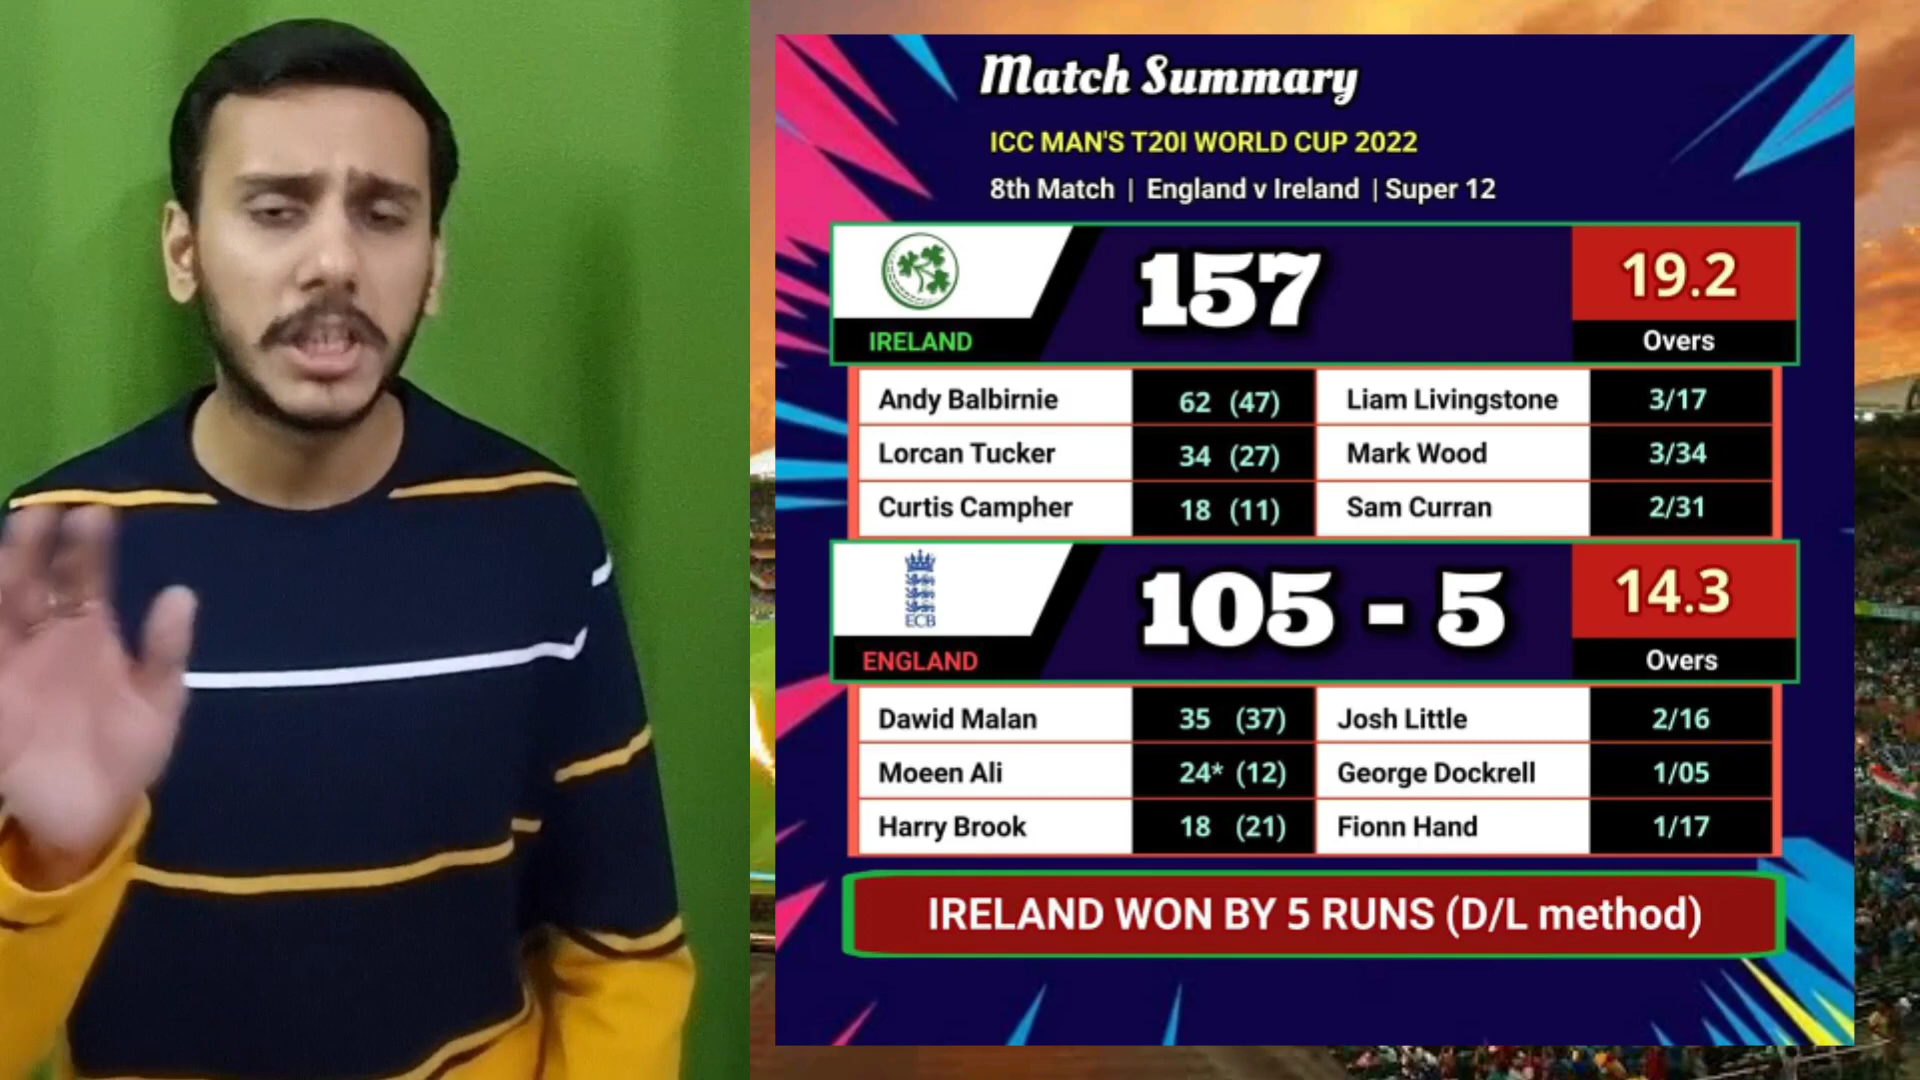 Match Summary
ICC MAN'S T20I WORLD CUP 2022
8th Match | England v Ireland | Super 12
157
19.2
IRELAND
Overs
Andy Balbirnie 62 (47) Liam Livingstone 3/17
Lorcan Tucker 34 (27) Mark Wood 3/34
Curtis Campher 18 (11) Sam Curran 2/31
ECB
105 - 5
14.3
ENGLAND
Overs
Dawid Malan 35 (37) Josh Little 2/16
Moeen Ali 24* (12) George Dockrell 1/05
Harry Brook 18 (21) Fionn Hand 1/17
IRELAND WON BY 5 RUNS (D/L method)